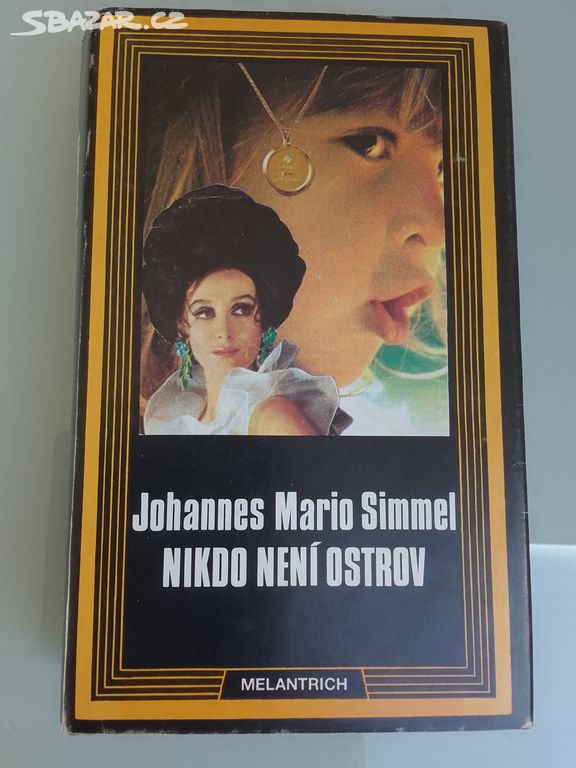 SBAZAR.CZ
Johannes Mario Simmel
NIKDO NENÍ OSTROV
MELANTRICH